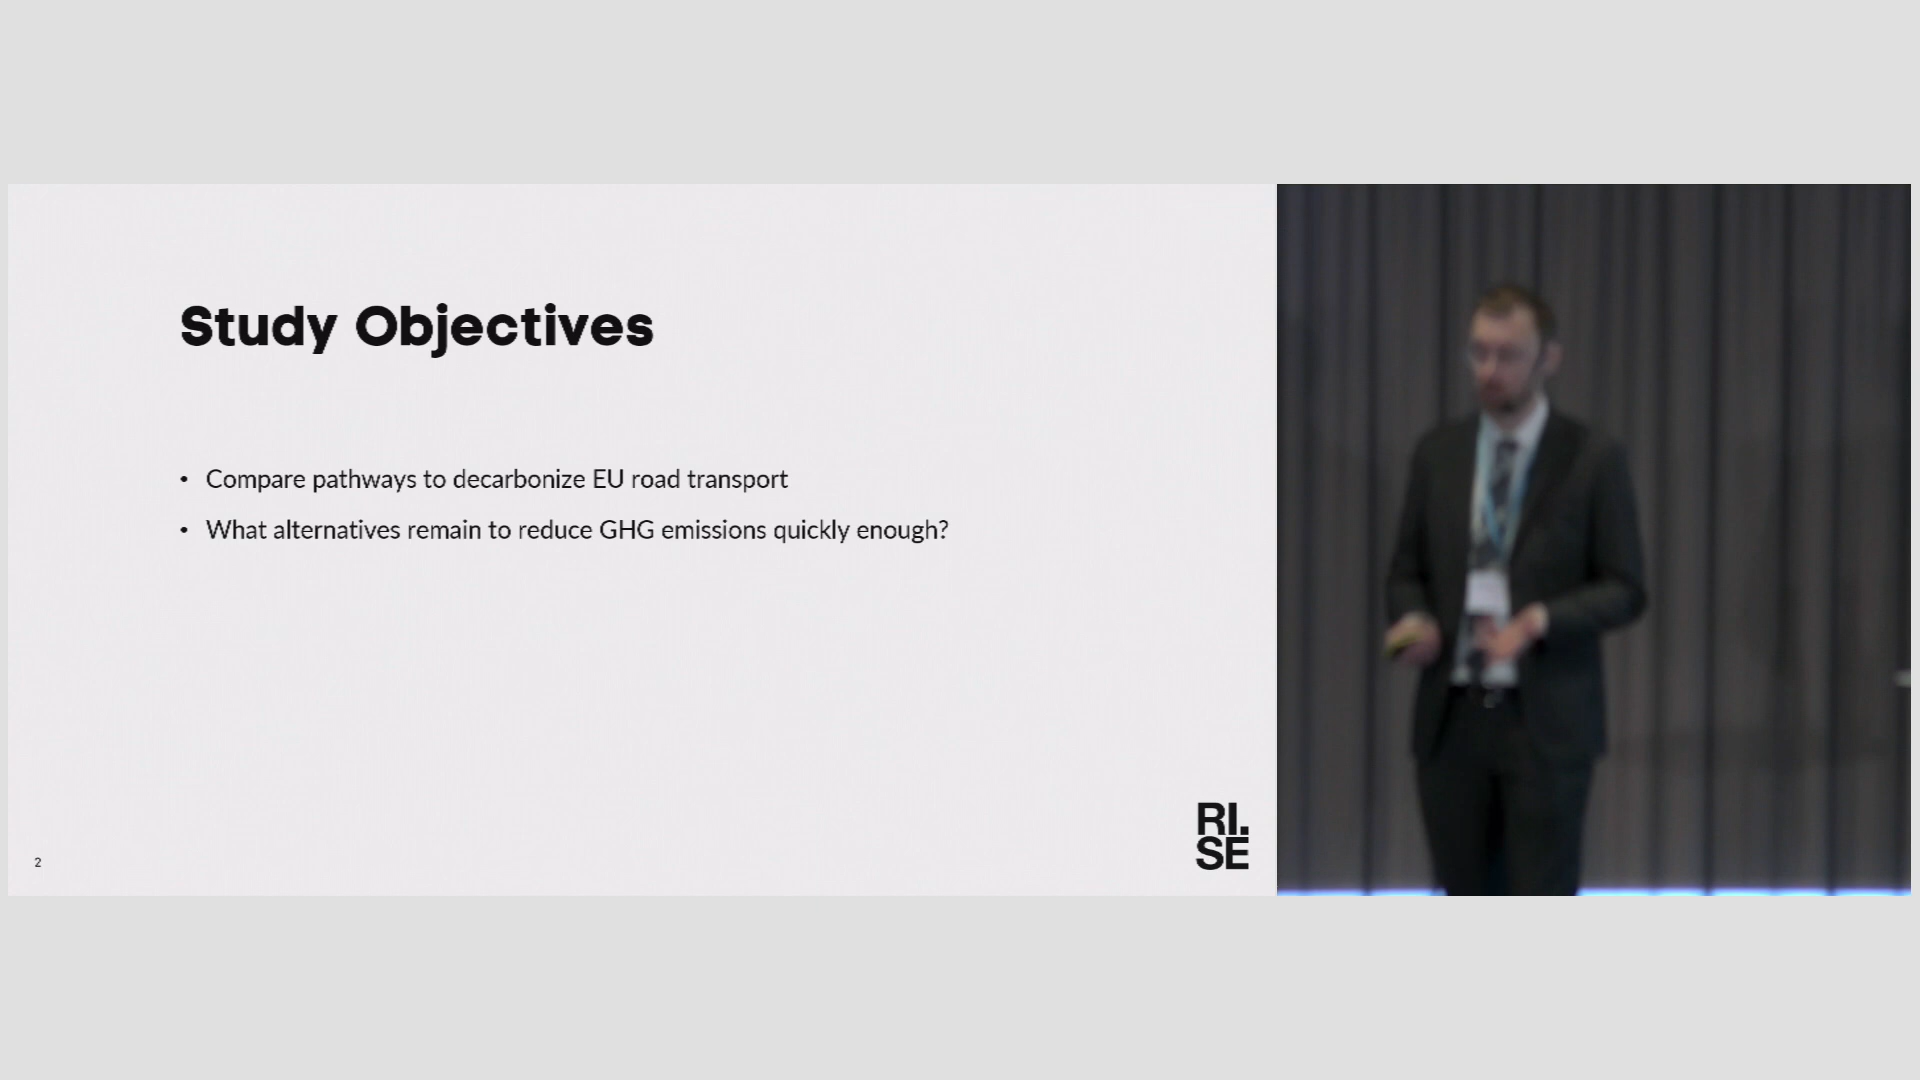 Study Objectives
• Compare pathways to decarbonize EU road transport
• What alternatives remain to reduce GHG emissions quickly enough?
RI.
SE
2